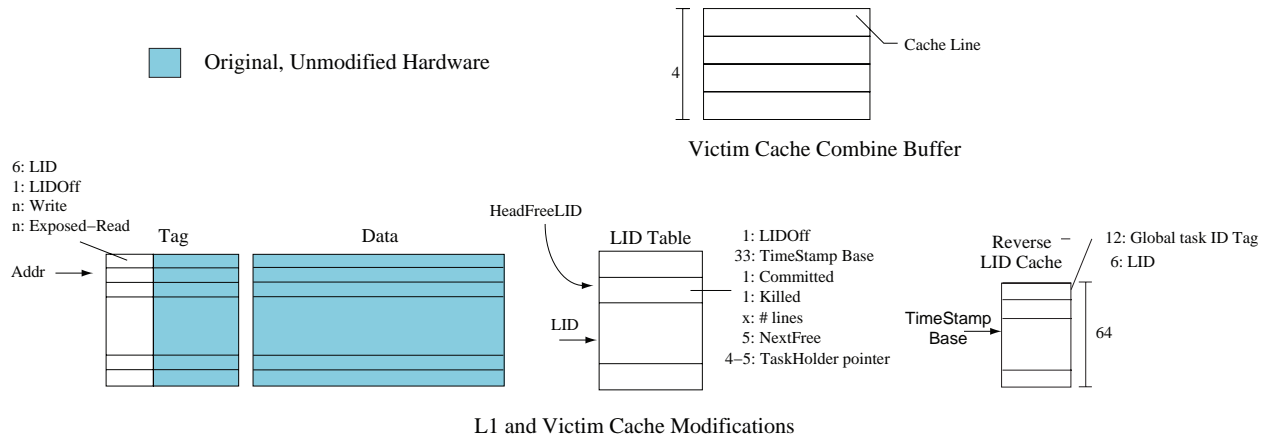 Original, Unmodified Hardware
Cache Line
4
Victim Cache Combine Buffer
6: LID
1: LIDOff
n: Write
n: Exposed−Read
Addr
Tag
Data
HeadFreeLID
LID
LID Table
1: LIDOff
33: TimeStamp Base
1: Committed
1: Killed
x: # lines
5: NextFree
4−5: TaskHolder pointer
Reverse
LID Cache
12: Global task ID Tag
6: LID
TimeStamp
Base
64
L1 and Victim Cache Modifications